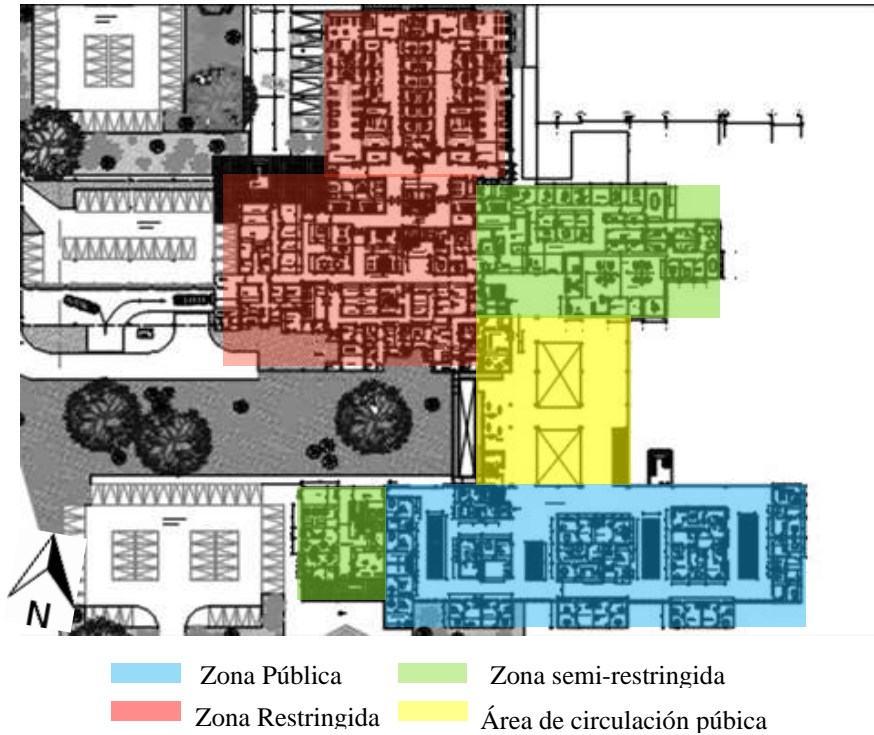 N
Zona Pública
Zona semi-restringida
Zona Restringida
Área de circulación púbica